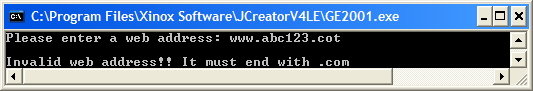 C:\Program Files\Xinox Software\JCreatorV4LE\GE2001.exe
Please enter a web address: www.abc123.cot
Invalid web address!! It must end with .com